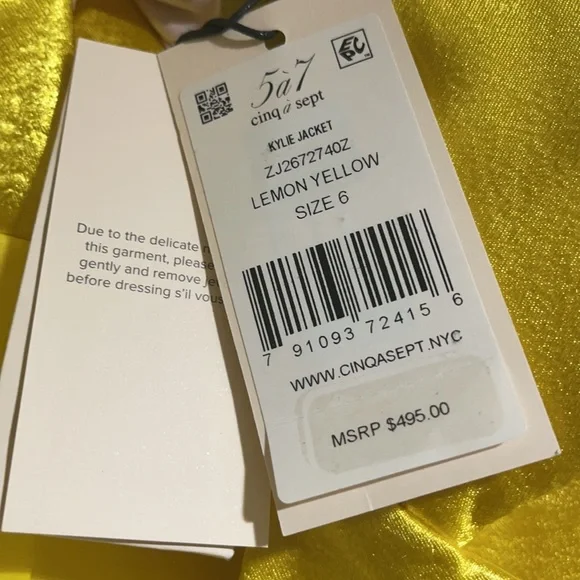 Due to the delicate
this garment, please
gently and remove
before dressing s'il vous
5à7
cinq à sept
EPC
KYLIE JACKET
ZJ2672740Z
LEMON YELLOW
SIZE 6
7 91093 72415 6
WWW.CINQASEPT.NYC
MSRP $495.00